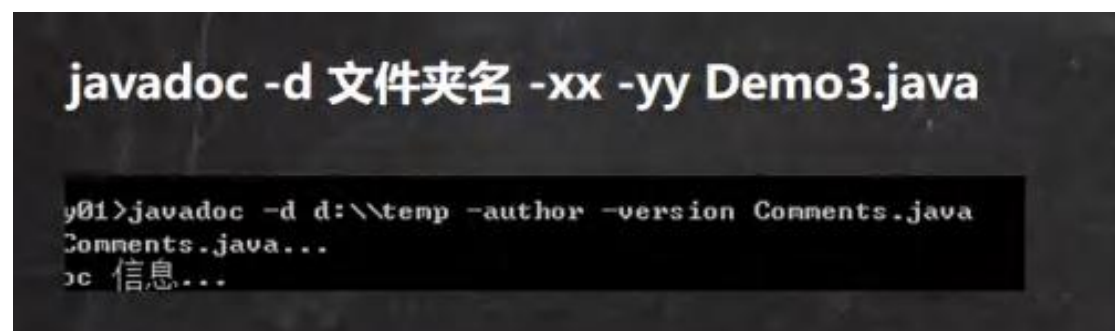 javadoc -d 文件夹名 -xx -yy Demo3.java
y01>javadoc -d d:\\temp -author -version Comments.java
Comments.java...
oc 信息...